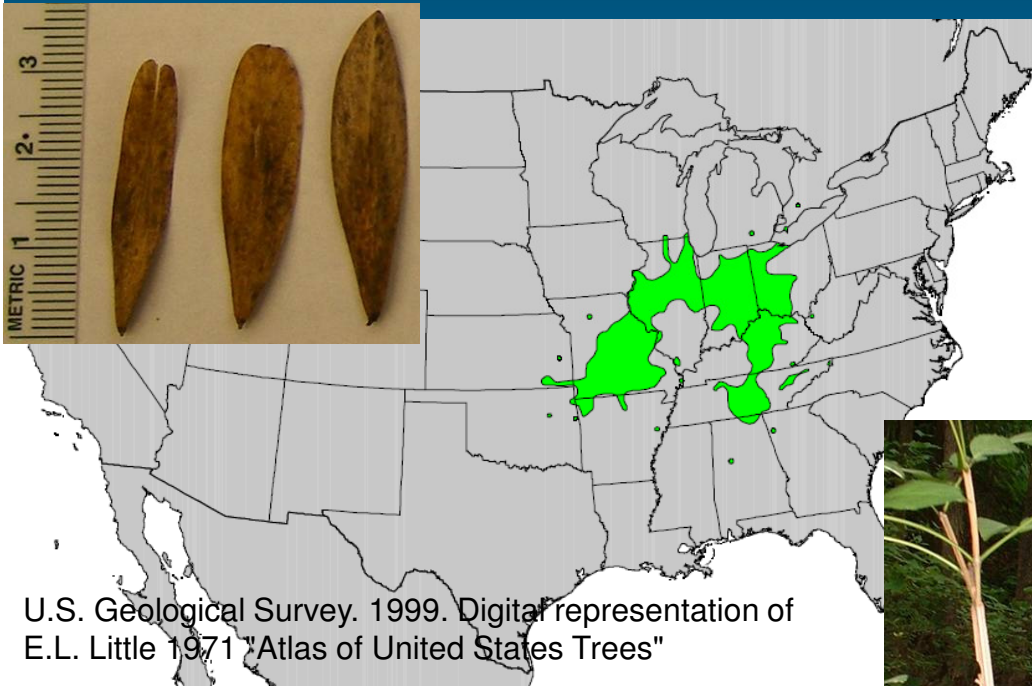 3
2
1
METRIC
U.S. Geological Survey. 1999. Digital representation of
E.L. Little 1971 "Atlas of United States Trees"